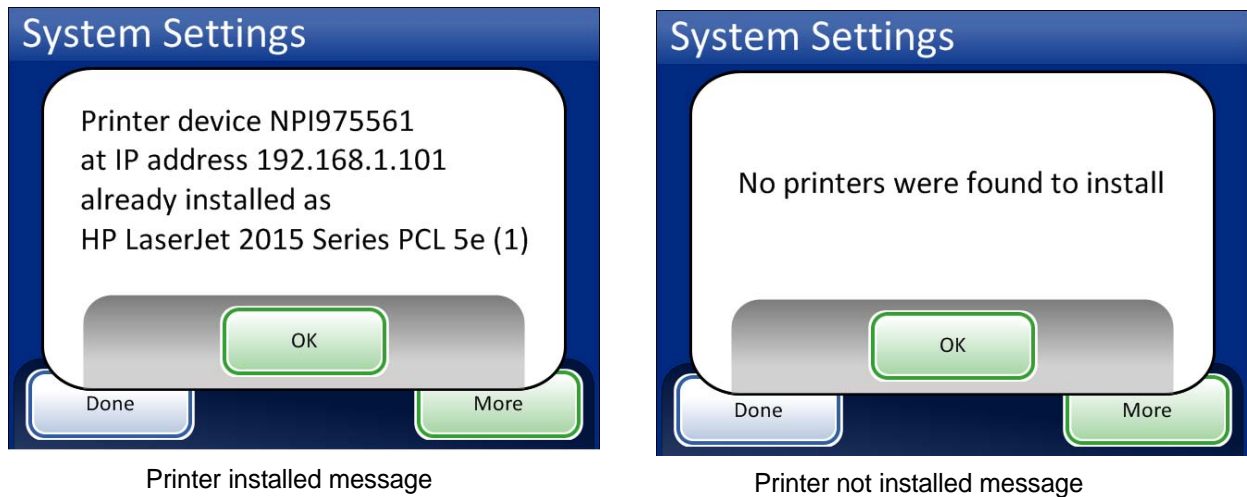 System Settings
Printer device NPI975561
at IP address 192.168.1.101
already installed as
HP LaserJet 2015 Series PCL 5e (1)
OK
Done
More
Printer installed message
System Settings
No printers were found to install
OK
Done
More
Printer not installed message